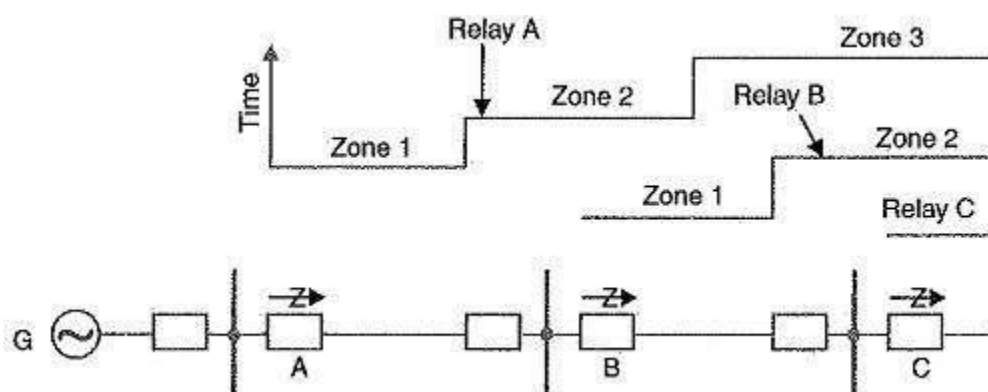 Relay A
Zone 3
Time
Zone 2
Relay B
Zone 1
Zone 2
Zone 1
Relay C
Z
Z
Z
G
A
B
C